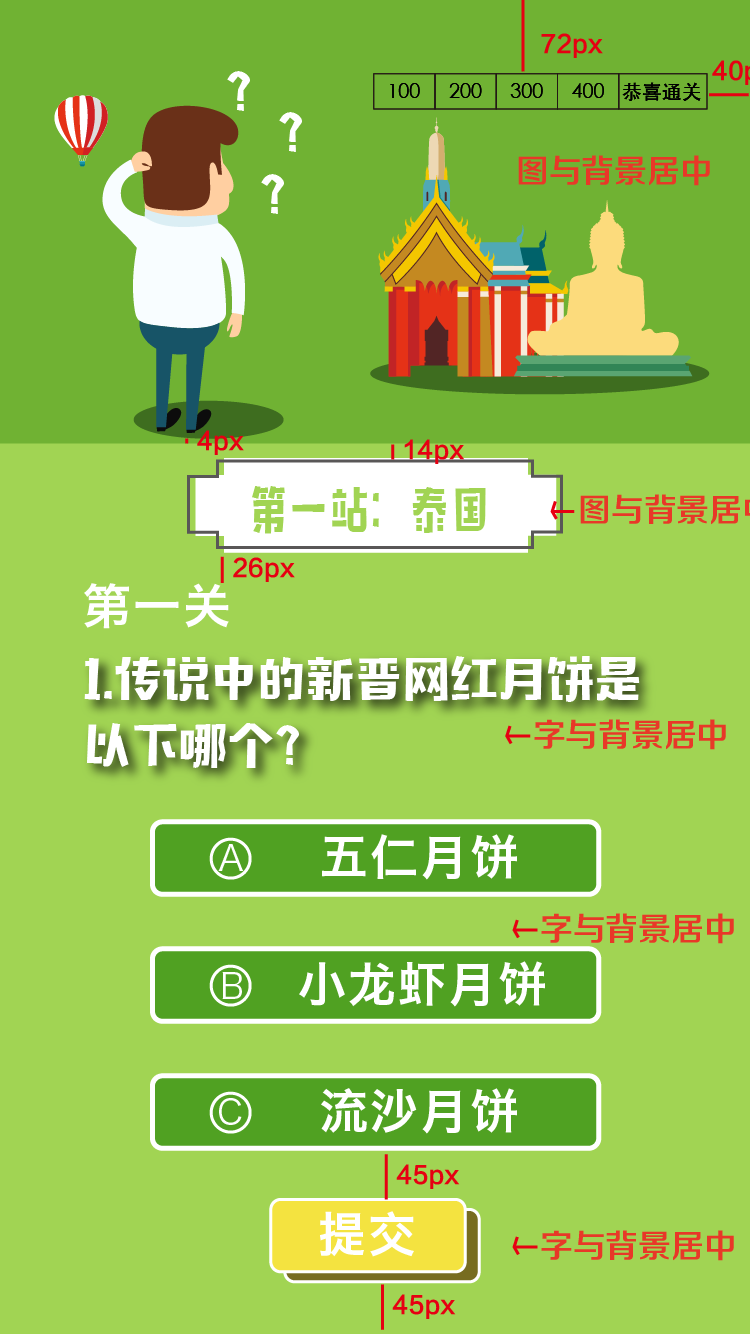 72px
40p
100 200 300 400 恭喜通关
?
?
?
图与背景居中
4px
14px
第一站：泰国
←图与背景居中
26px
第一关
1.传说中的新晋网红月饼是
以下哪个？
←字与背景居中
A 五仁月饼
←字与背景居中
B 小龙虾月饼
C 流沙月饼
45px
提交
←字与背景居中
45px